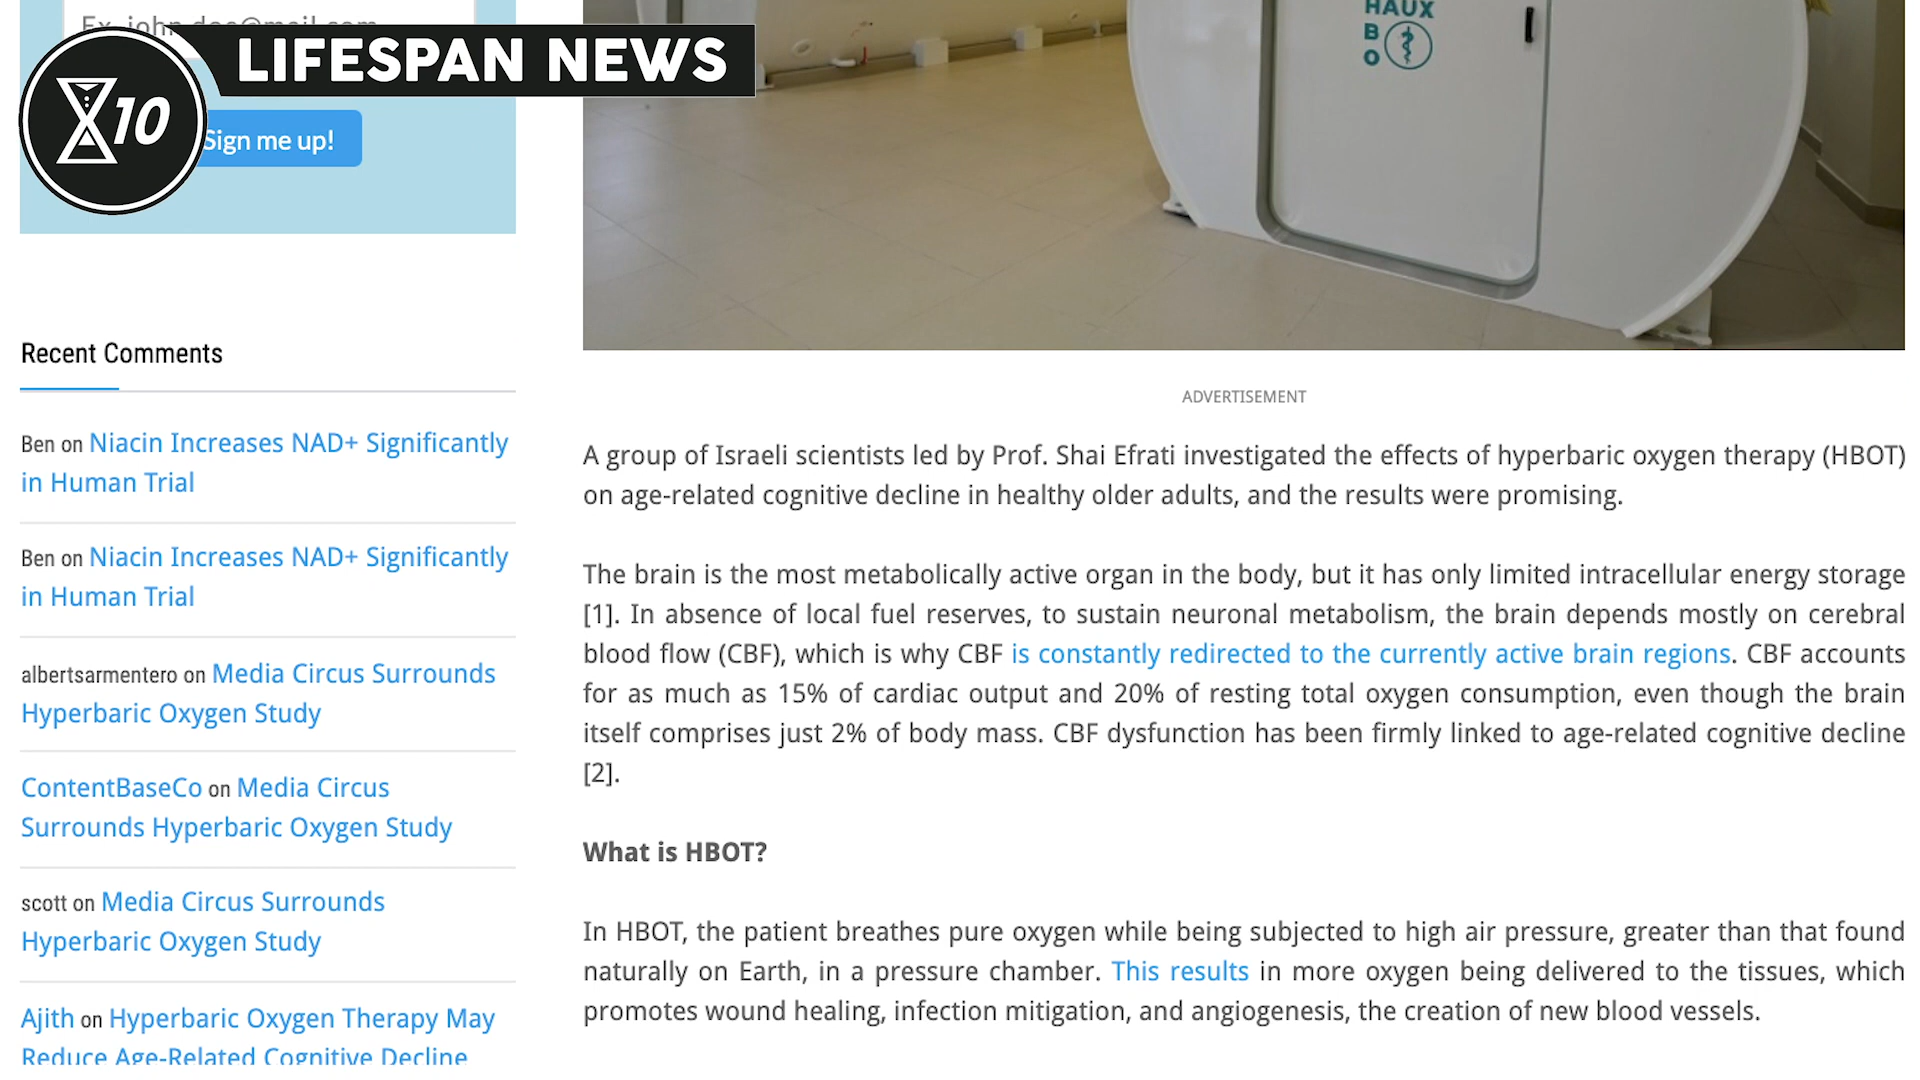 Ex. john.doe@mail.com
LIFESPAN NEWS
X10
Sign me up!
Recent Comments
Ben on Niacin Increases NAD+ Significantly
in Human Trial
Ben on Niacin Increases NAD+ Significantly
in Human Trial
albertsarmentero on Media Circus Surrounds
Hyperbaric Oxygen Study
ContentBaseCo on Media Circus
Surrounds Hyperbaric Oxygen Study
scott on Media Circus Surrounds
Hyperbaric Oxygen Study
Ajith on Hyperbaric Oxygen Therapy May
Reduce Age-Related Cognitive Decline
HAUX
B
O
ADVERTISEMENT
A group of Israeli scientists led by Prof. Shai Efrati investigated the effects of hyperbaric oxygen therapy (HBOT)
on age-related cognitive decline in healthy older adults, and the results were promising.
The brain is the most metabolically active organ in the body, but it has only limited intracellular energy storage
[1]. In absence of local fuel reserves, to sustain neuronal metabolism, the brain depends mostly on cerebral
blood flow (CBF), which is why CBF is constantly redirected to the currently active brain regions. CBF accounts
for as much as 15% of cardiac output and 20% of resting total oxygen consumption, even though the brain
itself comprises just 2% of body mass. CBF dysfunction has been firmly linked to age-related cognitive decline
[2].
What is HBOT?
In HBOT, the patient breathes pure oxygen while being subjected to high air pressure, greater than that found
naturally on Earth, in a pressure chamber. This results in more oxygen being delivered to the tissues, which
promotes wound healing, infection mitigation, and angiogenesis, the creation of new blood vessels.